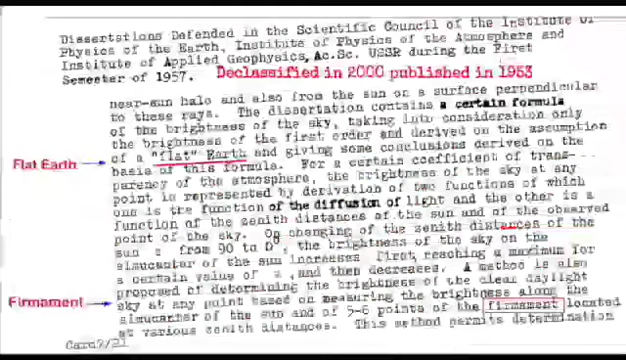 Dissertations Defended in the Scientific Council of the Institute of
Physics of the Earth, Institute of Physics of the Atmosphere and
Institute of Applied Geophysics, Ac.Sc. USSR during the First
Semester of 1957. Declassified in 2000 published in 1953
near-sun halo and also from the sun on a surface perpendicular
to these rays. The dissertation contains a certain formula
of the brightness of the sky, taking into consideration only
the brightness of the first order and derived on the assumption
Flat Earth of a "flat" Earth and giving some conclusions derived on the
basis of this formula. For a certain coefficient of trans-
parency of the atmosphere, the brightness of the sky at any
point is represented by derivation of two functions of which
one is the function of the diffusion of light and the other is a
function of the zenith distances of the sun and of the observed
point of the sky. On changing of the zenith distances of the
sun from 90 to 0°, the brightness of the sky on the
almucantar of the sun increases first, reaching a maximum for
a certain value of z, and then decreases. A method is also
proposed of determining the brightness of the clear daylight
Firmament sky at any point based on measuring the brightness along the
almucantar of the sun and of 5-6 points of the firmament located
at various zenith distances. This method permits determination
Card 2/21